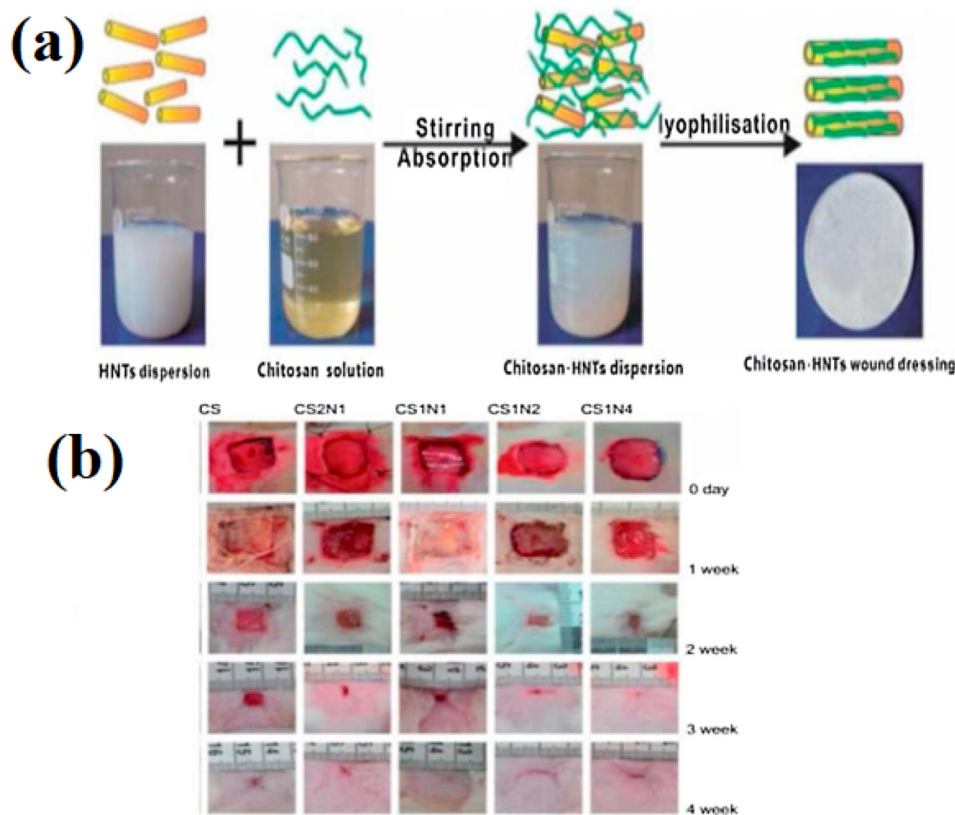 (a)
Stirring
Absorption
lyophilisation
HNTs dispersion
Chitosan solution
Chitosan-HNTs dispersion
Chitosan-HNTs wound dressing
(b)
CS CS2N1 CS1N1 CS1N2 CS1N4
0 day
1 week
2 week
3 week
4 week